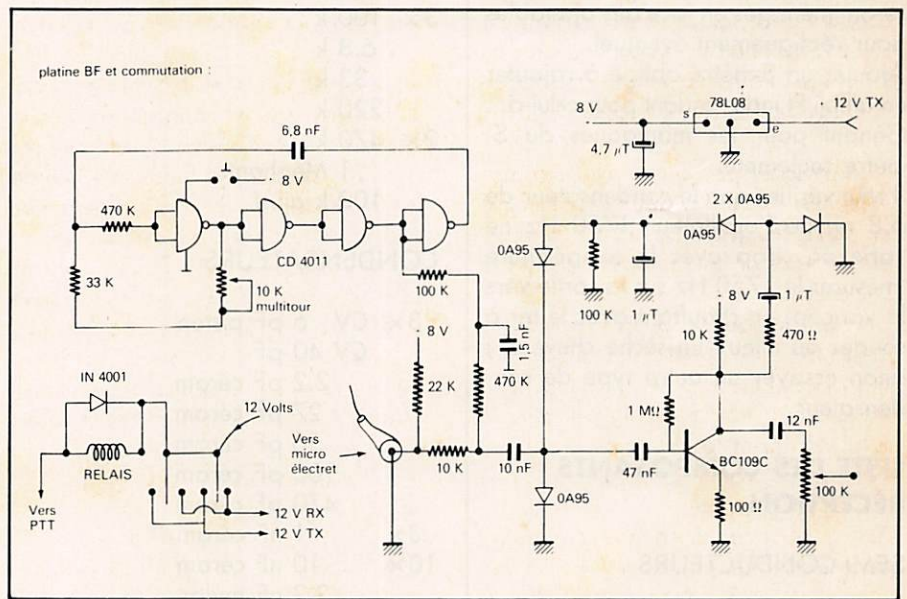 platine BF et commutation :
6,8 nF
8 V
470 K
CD 4011
33 K
10 K
multitour
100 K
1,5 nF
470 K
8 V
78L08
s
e
12 V TX
4,7 µT
2 X 0A95
0A95
0A95
100 K
1 µT
8 V
1 µT
10 K
470 Ω
1 MΩ
12 nF
BC109C
100 K
100 Ω
47 nF
0A95
10 nF
10 K
22 K
8 V
Vers
micro
électret
IN 4001
RELAIS
12 Volts
Vers
PTT
12 V RX
12 V TX